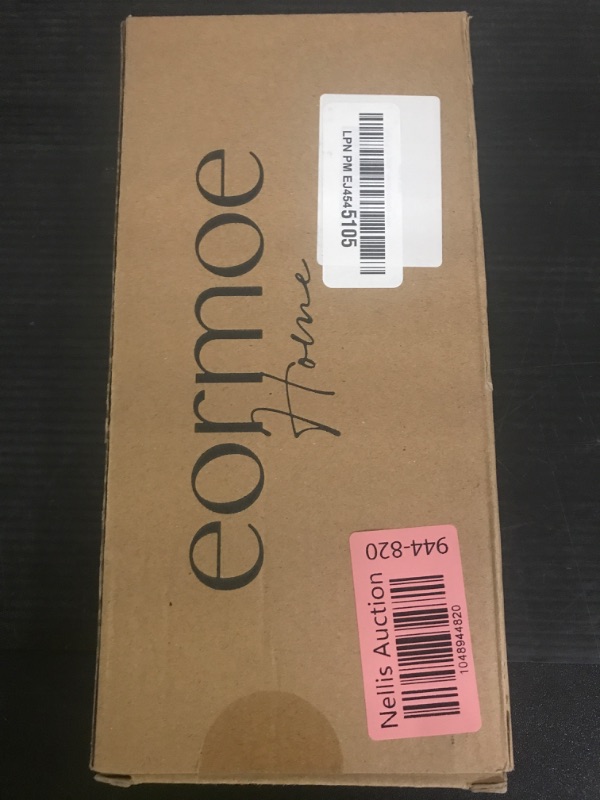 eormoe
Home
LPN PM EJ4545105
Nellis Auction
1048944820
944-820